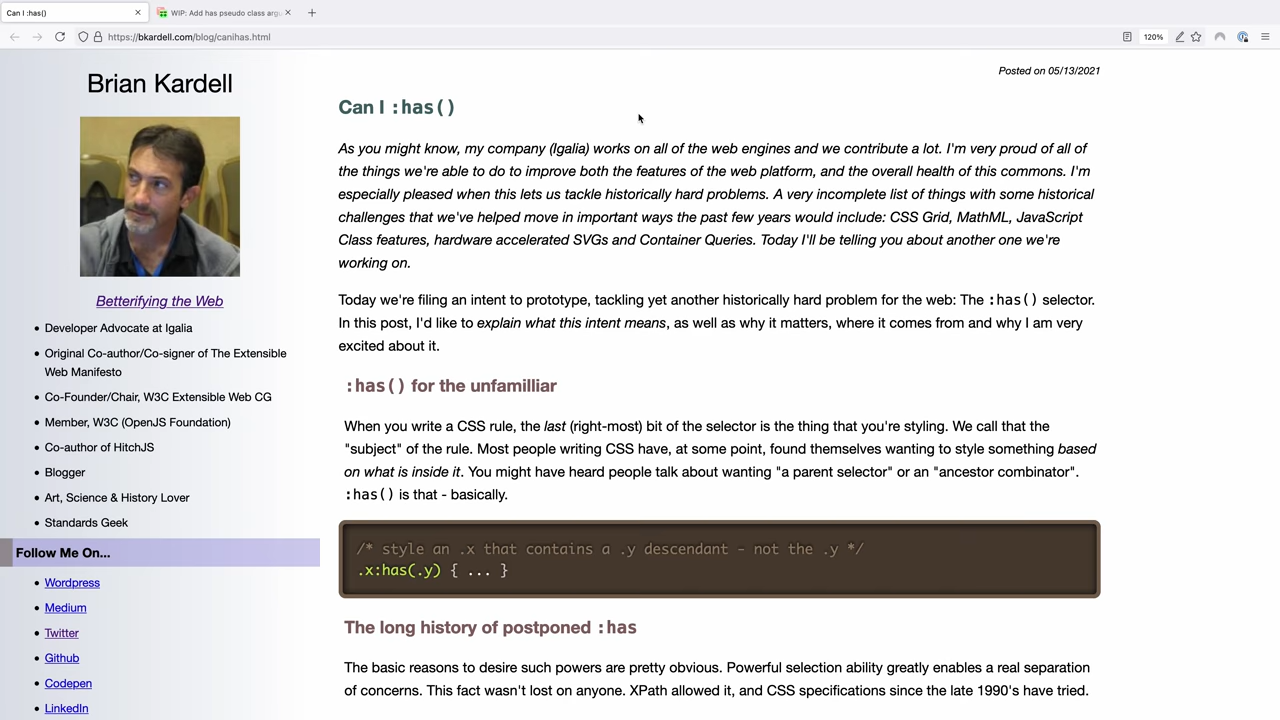 Can I :has()
WIP: Add has pseudo class argu
https://bkardell.com/blog/canihas.html
120%
Brian Kardell
Betterifying the Web
Developer Advocate at Igalia
Original Co-author/Co-signer of The Extensible
Web Manifesto
Co-Founder/Chair, W3C Extensible Web CG
Member, W3C (OpenJS Foundation)
Co-author of HitchJS
Blogger
Art, Science & History Lover
Standards Geek
Follow Me On...
Wordpress
Medium
Twitter
Github
Codepen
LinkedIn
Posted on 05/13/2021
Can I :has()
As you might know, my company (Igalia) works on all of the web engines and we contribute a lot. I'm very proud of all of
the things we're able to do to improve both the features of the web platform, and the overall health of this commons. I'm
especially pleased when this lets us tackle historically hard problems. A very incomplete list of things with some historical
challenges that we've helped move in important ways the past few years would include: CSS Grid, MathML, JavaScript
Class features, hardware accelerated SVGs and Container Queries. Today I'll be telling you about another one we're
working on.
Today we're filing an intent to prototype, tackling yet another historically hard problem for the web: The :has() selector.
In this post, I'd like to explain what this intent means, as well as why it matters, where it comes from and why I am very
excited about it.
:has() for the unfamilliar
When you write a CSS rule, the last (right-most) bit of the selector is the thing that you're styling. We call that the
"subject" of the rule. Most people writing CSS have, at some point, found themselves wanting to style something based
on what is inside it. You might have heard people talk about wanting "a parent selector" or an "ancestor combinator".
:has() is that - basically.
/* style an .x that contains a .y descendant - not the .y */
.x:has(.y) { ... }
The long history of postponed :has
The basic reasons to desire such powers are pretty obvious. Powerful selection ability greatly enables a real separation
of concerns. This fact wasn't lost on anyone. XPath allowed it, and CSS specifications since the late 1990's have tried.